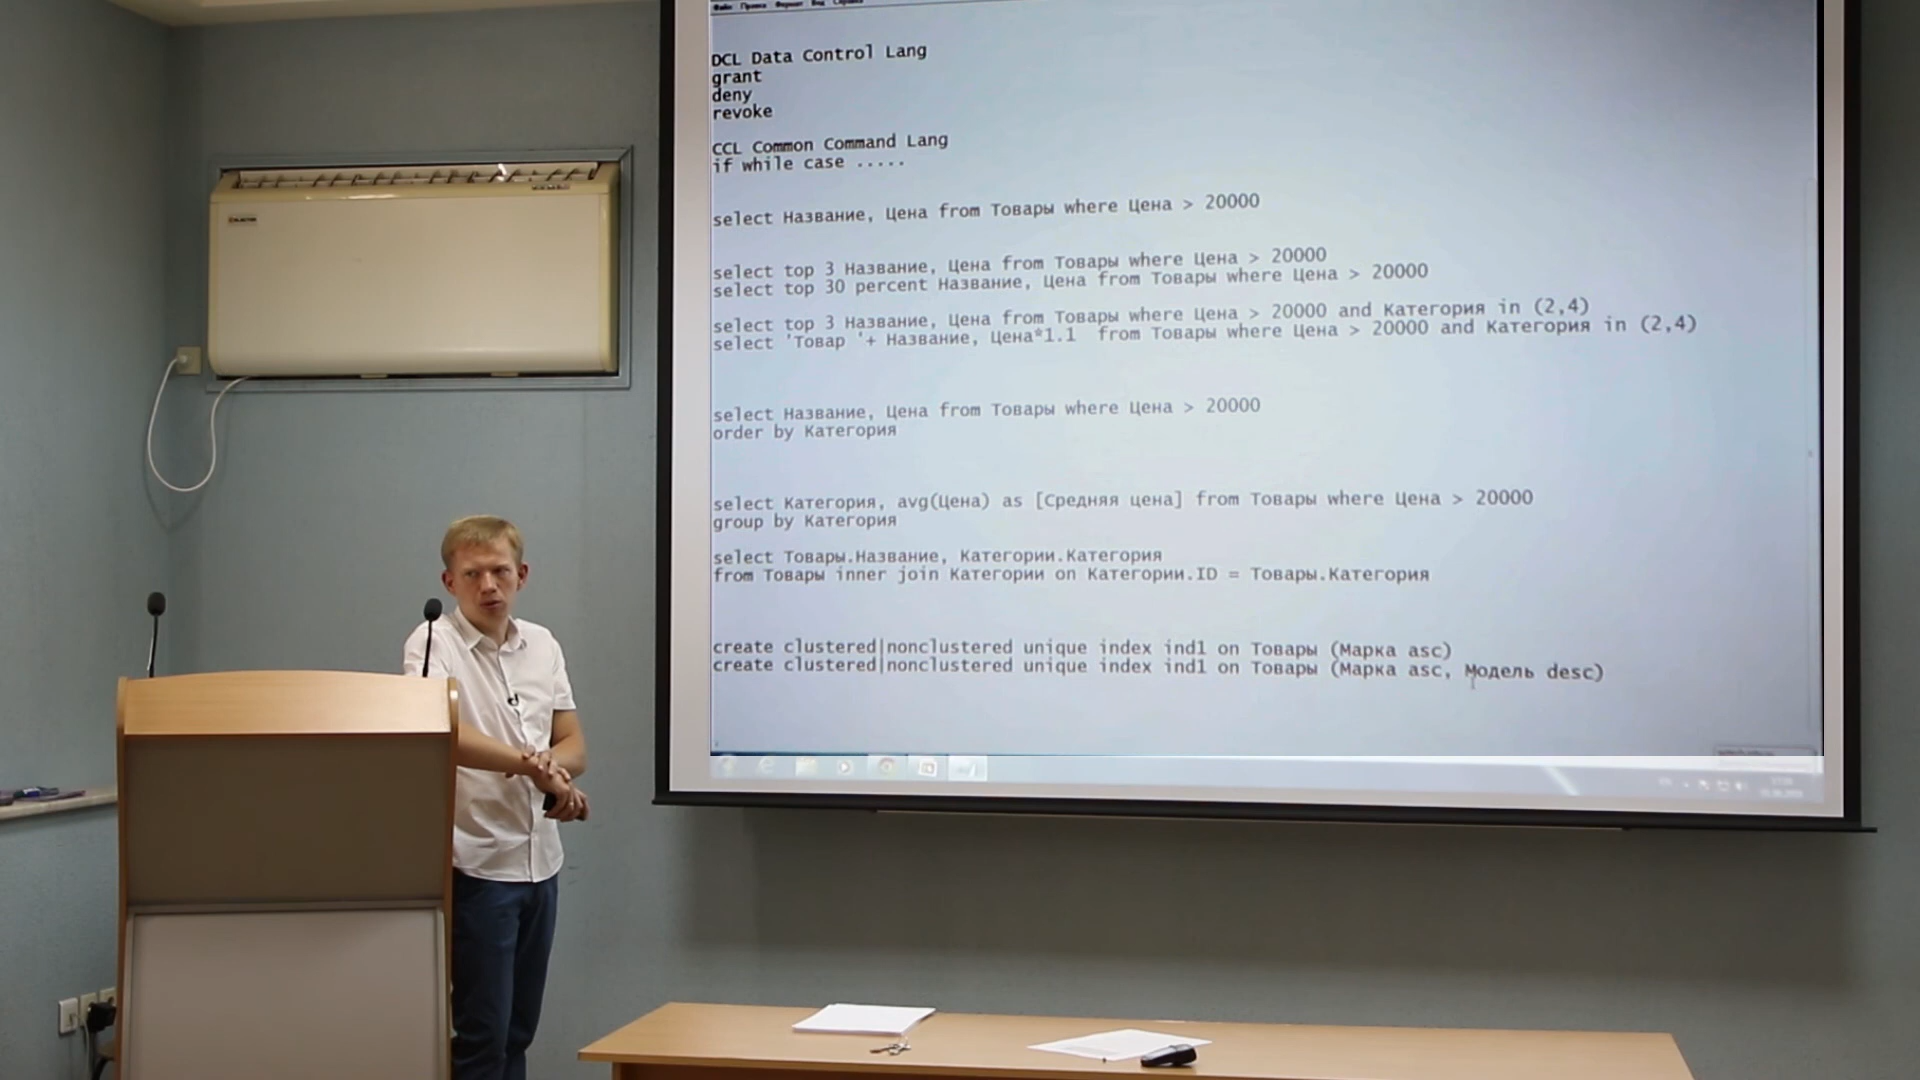 Файл Правка Формат Вид Справка
DCL Data Control Lang
grant
deny
revoke
CCL Common Command Lang
if while case .....
select Название, Цена from Товары where Цена > 20000
select top 3 Название, Цена from Товары where Цена > 20000
select top 30 percent Название, Цена from Товары where Цена > 20000
select top 3 Название, Цена from Товары where Цена > 20000 and Категория in (2,4)
select 'Товар '+ Название, Цена*1.1 from Товары where Цена > 20000 and Категория in (2,4)
select Название, Цена from Товары where Цена > 20000
order by Категория
select Категория, avg(Цена) as [Средняя цена] from Товары where Цена > 20000
group by Категория
select Товары.Название, Категории.Категория
from Товары inner join Категории on Категории.ID = Товары.Категория
create clustered|nonclustered unique index ind1 on Товары (Марка asc)
create clustered|nonclustered unique index ind1 on Товары (Марка asc, Модель desc)